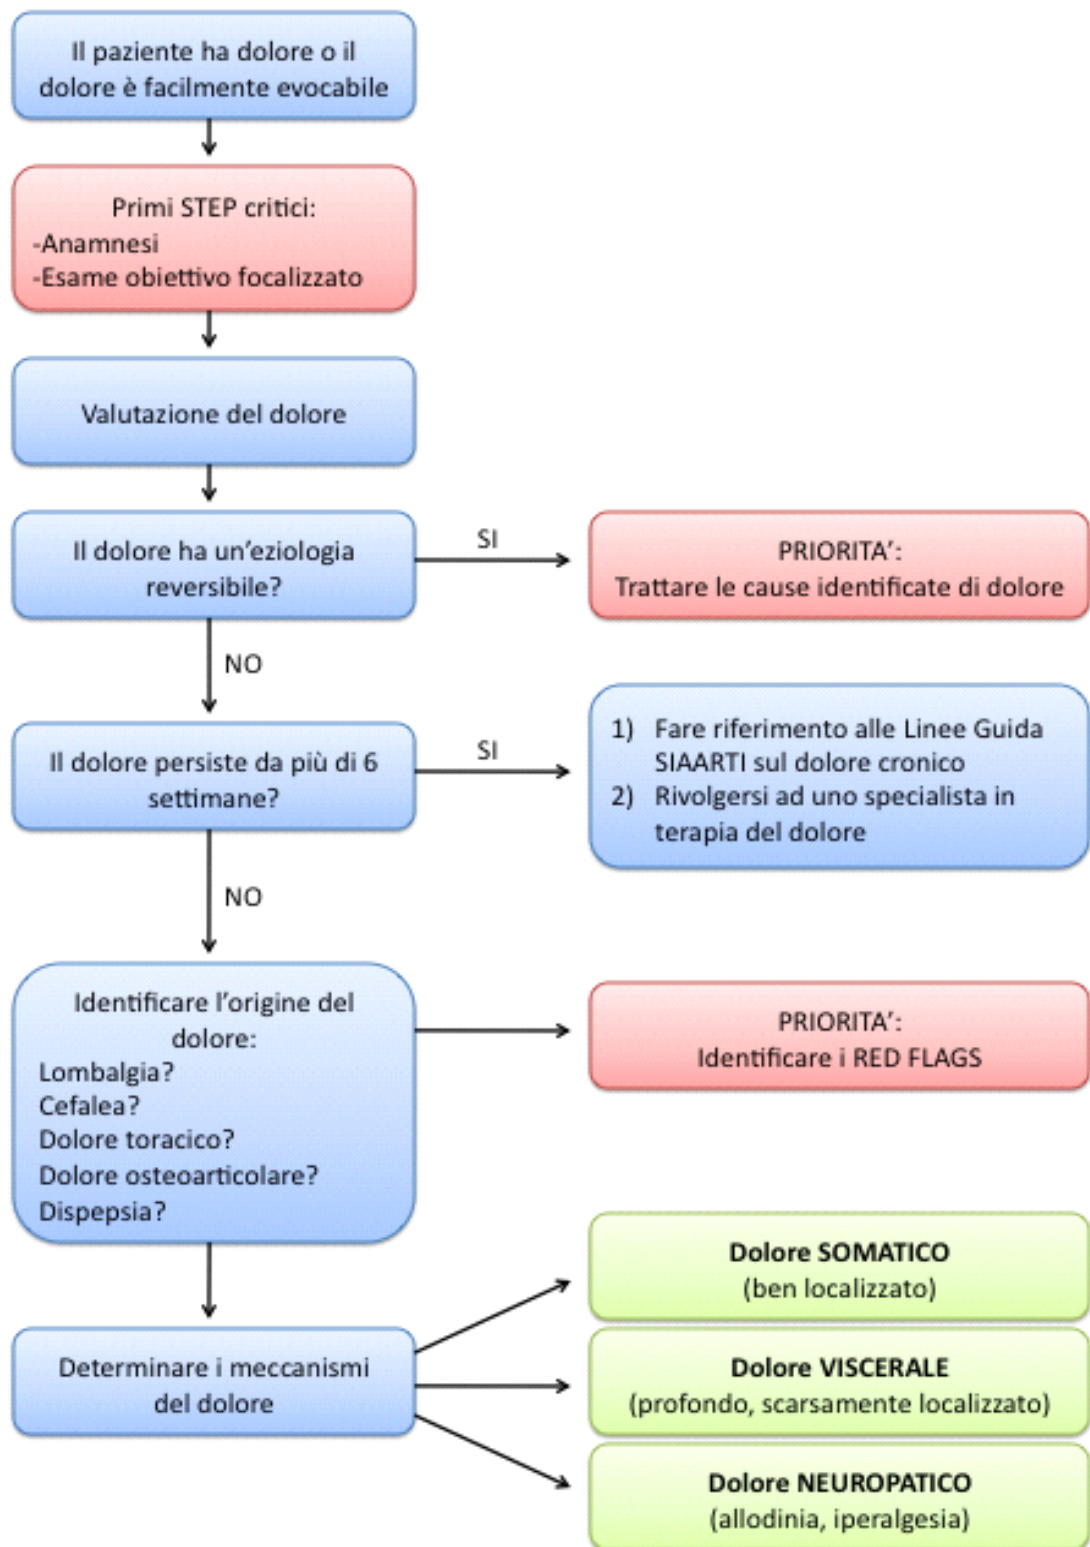 Il paziente ha dolore o il
dolore è facilmente evocabile
Primi STEP critici:
-Anamnesi
-Esame obiettivo focalizzato
Valutazione del dolore
Il dolore ha un'eziologia
reversibile?
SI
PRIORITA':
Trattare le cause identificate di dolore
NO
Il dolore persiste da più di 6
settimane?
SI
1) Fare riferimento alle Linee Guida
SIAARTI sul dolore cronico
2) Rivolgersi ad uno specialista in
terapia del dolore
NO
Identificare l'origine del
dolore:
Lombalgia?
Cefalea?
Dolore toracico?
Dolore osteoarticolare?
Dispepsia?
PRIORITA':
Identificare i RED FLAGS
Determinare i meccanismi
del dolore
Dolore SOMATICO
(ben localizzato)
Dolore VISCERALE
(profondo, scarsamente localizzato)
Dolore NEUROPATICO
(allodinia, iperalgesia)